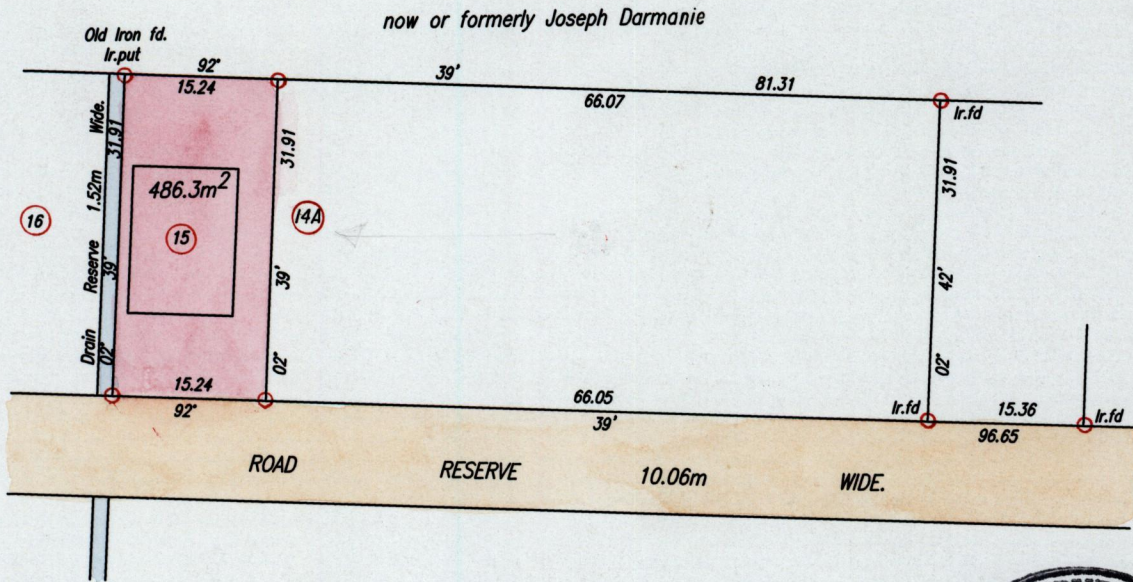 now or formerly Joseph Darmanie
Old Iron fd.
Ir.put
92° 39' 81.31
15.24 66.07
Ir.fd
Drain Reserve 1.52m Wide.
02° 39' 31.91
486.3m²
15
16
14A
02° 39' 31.91
02° 42' 31.91
15.24 66.05 Ir.fd 15.36 Ir.fd
92° 39' 96.65
ROAD RESERVE 10.06m WIDE.